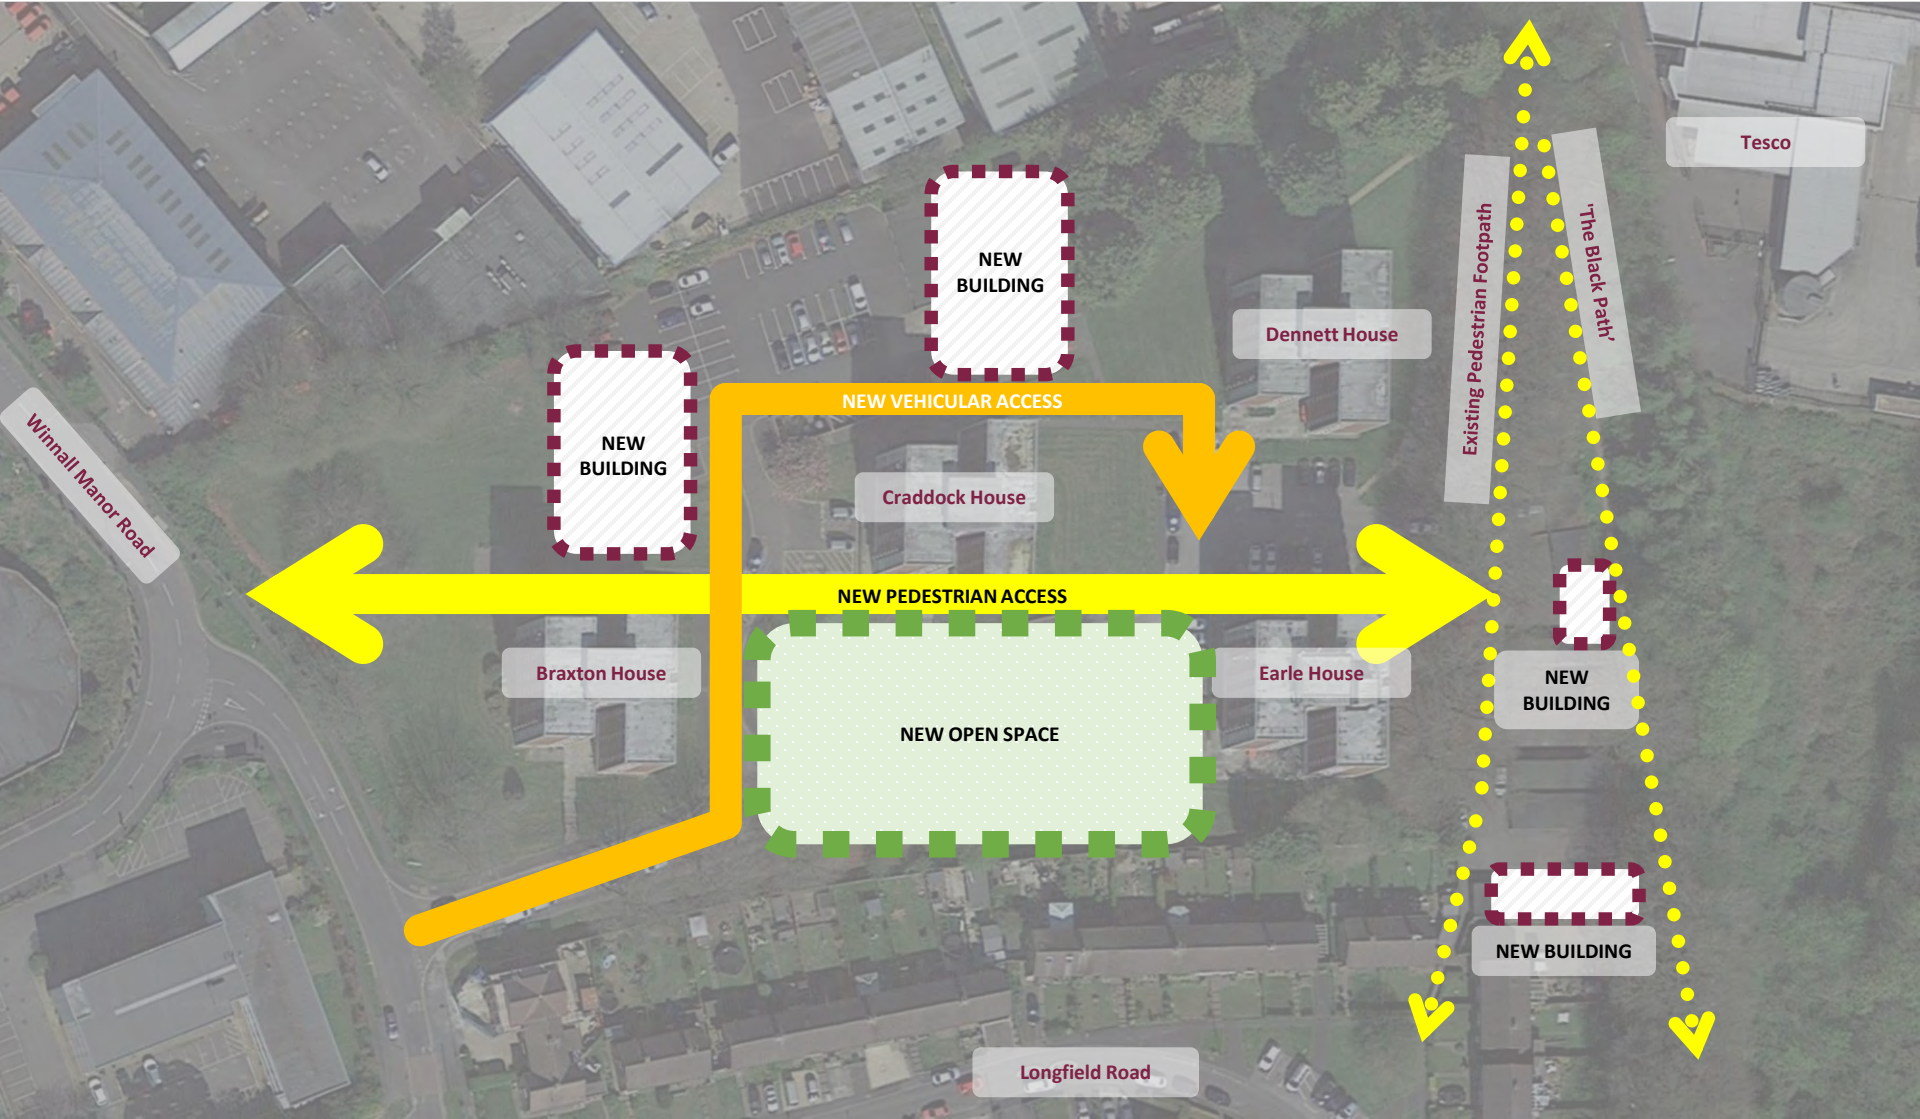 Tesco
Existing Pedestrian Footpath
'The Black Path'
NEW
BUILDING
Dennett House
NEW VEHICULAR ACCESS
NEW
BUILDING
Winnall Manor Road
Craddock House
NEW PEDESTRIAN ACCESS
Braxton House
Earle House
NEW
BUILDING
NEW OPEN SPACE
NEW BUILDING
Longfield Road